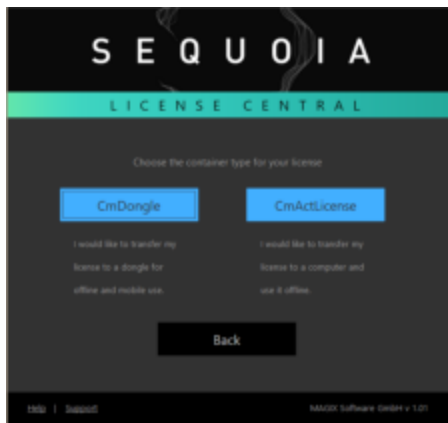 SEQUOIA
LICENSE CENTRAL
Choose the container type for your license
CmDongle CmActLicense
I would like to transfer my I would like to transfer my
license to a dongle for license to a computer and
offline and mobile use. use it offline.
Back
Help | Support MAGIX Software GmbH v 1.01